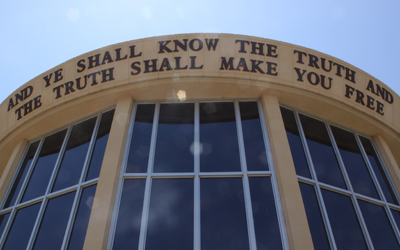 AND YE SHALL KNOW THE TRUTH AND
THE TRUTH SHALL MAKE YOU FREE